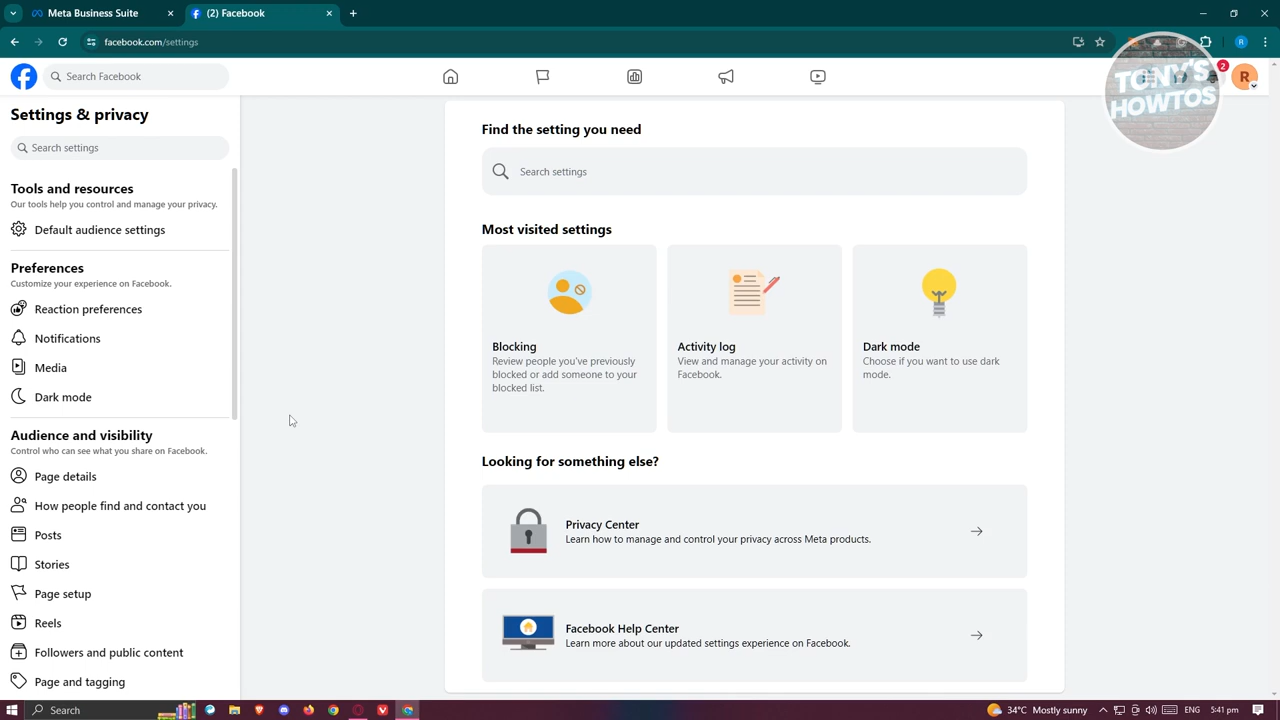 Meta Business Suite
(2) Facebook
facebook.com/settings
R
Search Facebook
2
R
TONY'S
HOWTOS
Settings & privacy
Search settings
Tools and resources
Our tools help you control and manage your privacy.
Default audience settings
Preferences
Customize your experience on Facebook.
Reaction preferences
Notifications
Media
Dark mode
Audience and visibility
Control who can see what you share on Facebook.
Page details
How people find and contact you
Posts
Stories
Page setup
Reels
Followers and public content
Page and tagging
Find the setting you need
Search settings
Most visited settings
Blocking
Review people you've previously
blocked or add someone to your
blocked list.
Activity log
View and manage your activity on
Facebook.
Dark mode
Choose if you want to use dark
mode.
Looking for something else?
Privacy Center
Learn how to manage and control your privacy across Meta products.
Facebook Help Center
Learn more about our updated settings experience on Facebook.
Search
34°C Mostly sunny
ENG
5:41 pm